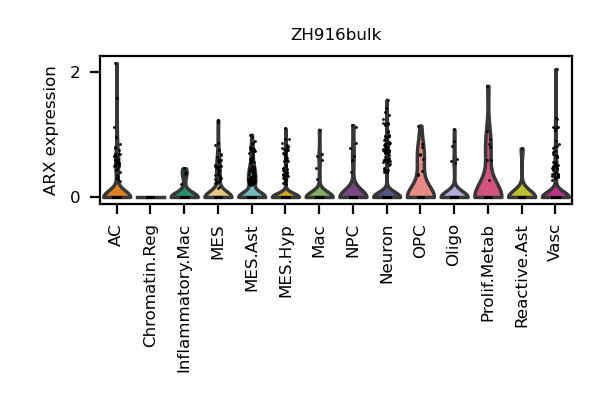 ZH916bulk
ARX expression
2
0
AC
Chromatin.Reg
Inflammatory.Mac
MES
MES.Ast
MES.Hyp
Mac
NPC
Neuron
OPC
Oligo
Prolif.Metab
Reactive.Ast
Vasc